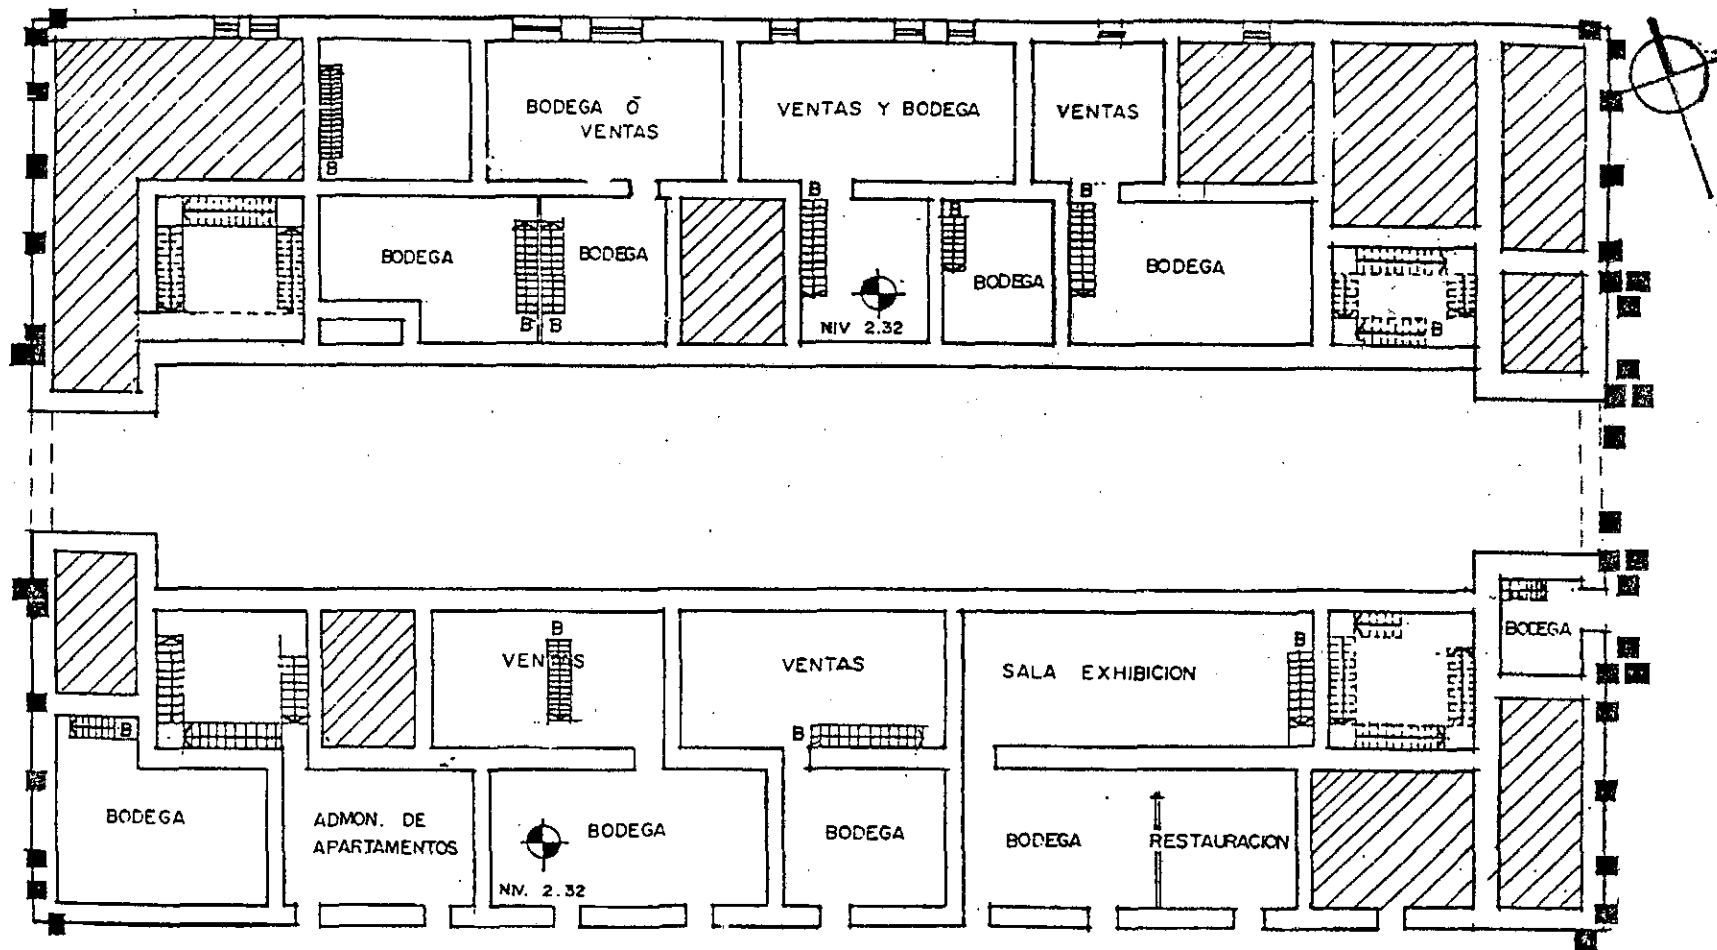 BODEGA Ō
VENTAS
VENTAS Y BODEGA
VENTAS
B
B
B
B
BODEGA
BODEGA
BODEGA
BODEGA
B B
NIV 2.32
B
B
B
BODEGA
VENTAS
VENTAS
SALA EXHIBICION
B
B
BODEGA
ADMON. DE
APARTAMENTOS
BODEGA
BODEGA
BODEGA
RESTAURACION
NIV. 2.32